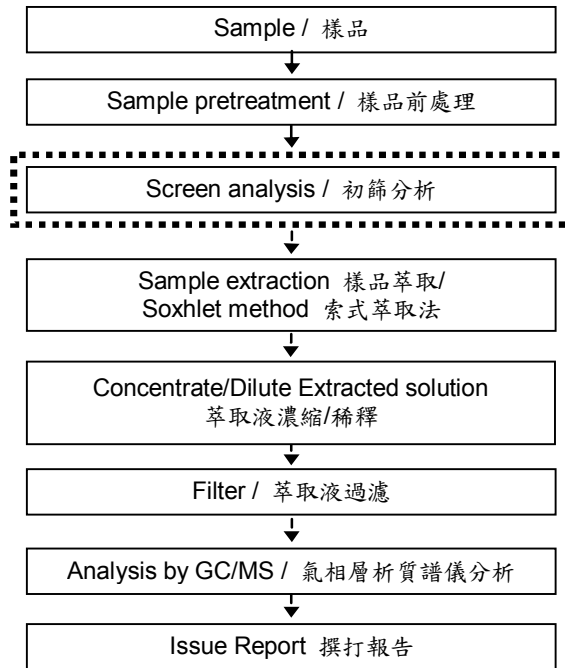 Sample / 樣品
Sample pretreatment / 樣品前處理
Screen analysis / 初篩分析
Sample extraction 樣品萃取/
Soxhlet method 索式萃取法
Concentrate/Dilute Extracted solution
萃取液濃縮/稀釋
Filter / 萃取液過濾
Analysis by GC/MS / 氣相層析質譜儀分析
Issue Report 撰打報告